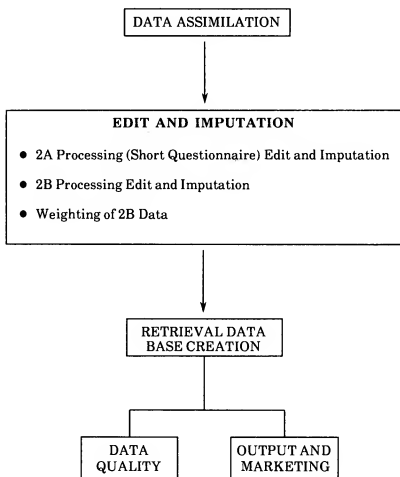 DATA ASSIMILATION
EDIT AND IMPUTATION
● 2A Processing (Short Questionnaire) Edit and Imputation
● 2B Processing Edit and Imputation
● Weighting of 2B Data
RETRIEVAL DATA
BASE CREATION
DATA
QUALITY
OUTPUT AND
MARKETING